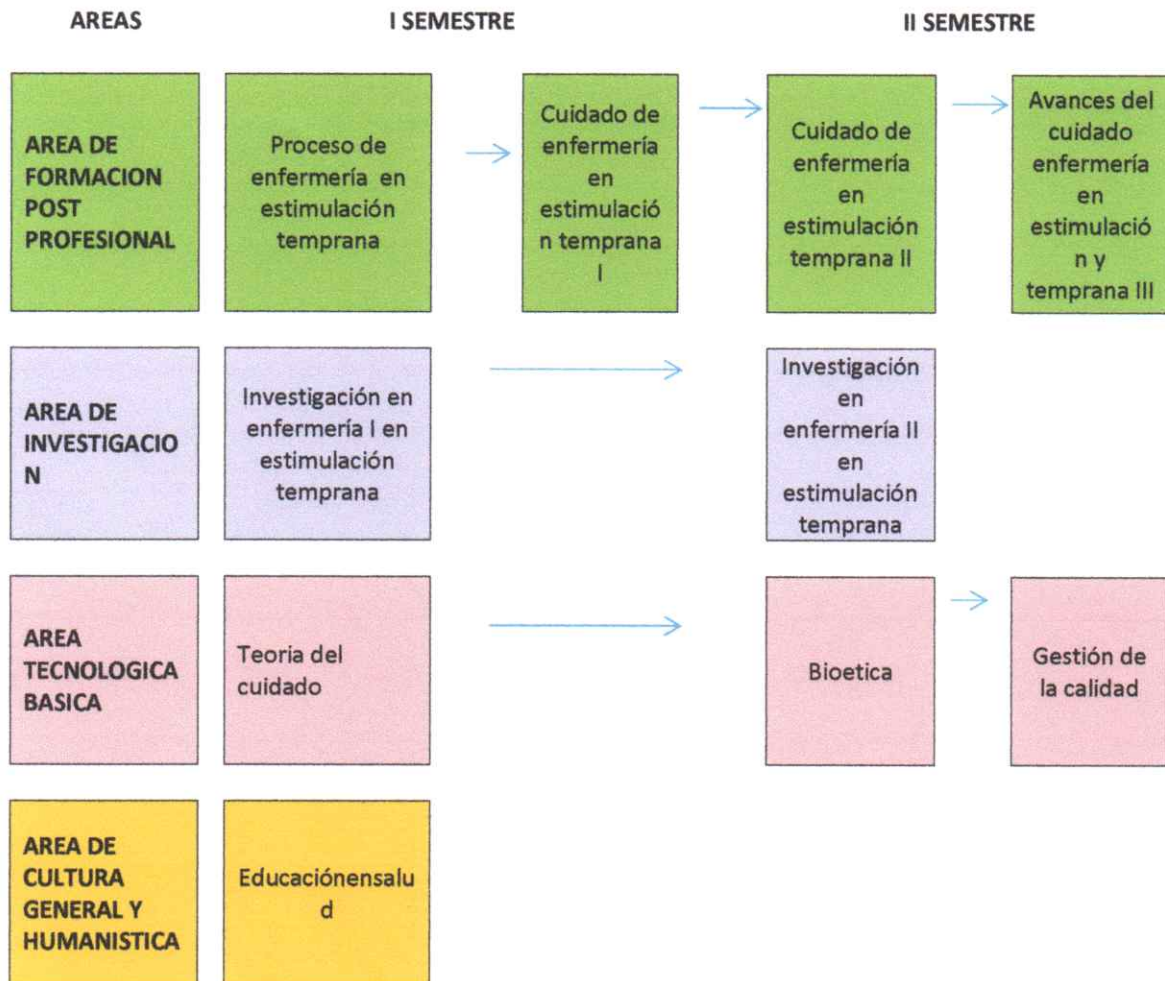 AREAS
I SEMESTRE
II SEMESTRE
AREA DE
FORMACION
POST
PROFESIONAL
Proceso de
enfermería en
estimulación
temprana
Cuidado de
enfermería
en
estimulació
n temprana
I
Cuidado de
enfermería
en
estimulación
temprana II
Avances del
cuidado
enfermería
en
estimulació
n y
temprana III
AREA DE
INVESTIGACIO
N
Investigación en
enfermería I en
estimulación
temprana
Investigación
en
enfermería II
en
estimulación
temprana
AREA
TECNOLOGICA
BASICA
Teoria del
cuidado
Bioetica
Gestión de
la calidad
AREA DE
CULTURA
GENERAL Y
HUMANISTICA
Educaciónensalu
d